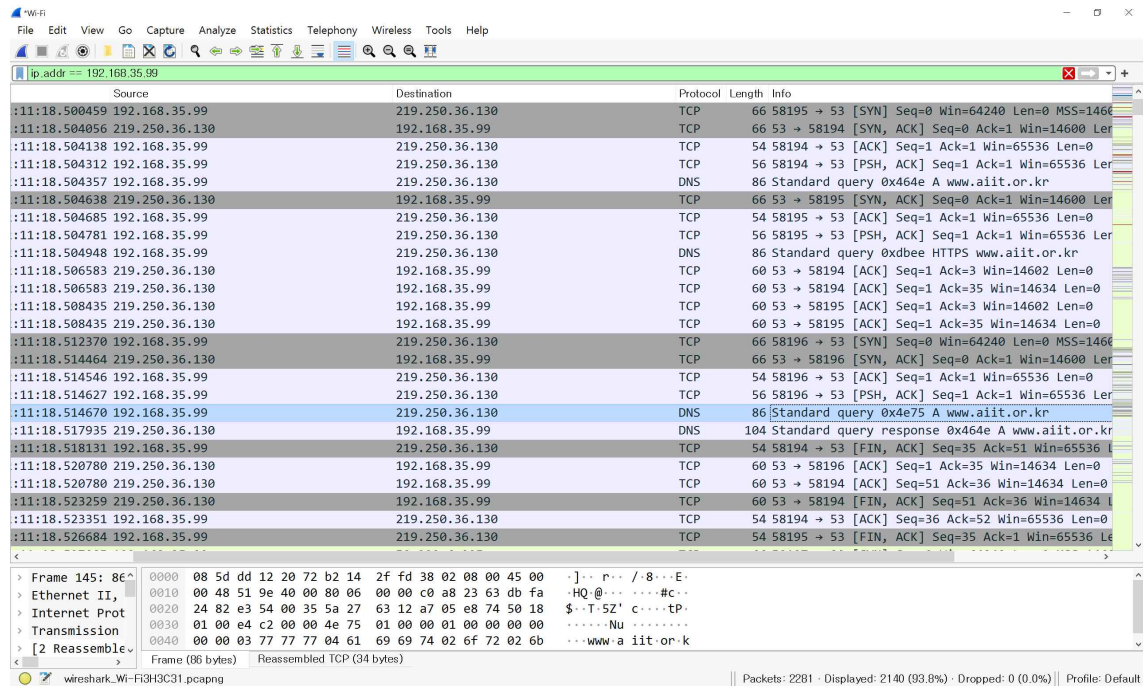 *Wi-Fi
File Edit View Go Capture Analyze Statistics Telephony Wireless Tools Help
ip.addr == 192.168.35.99
Source Destination Protocol Length Info
:11:18.500459 192.168.35.99 219.250.36.130 TCP 66 58195 → 53 [SYN] Seq=0 Win=64240 Len=0 MSS=1460
:11:18.504056 219.250.36.130 192.168.35.99 TCP 66 53 → 58194 [SYN, ACK] Seq=0 Ack=1 Win=14600 Ler
:11:18.504138 192.168.35.99 219.250.36.130 TCP 54 58194 → 53 [ACK] Seq=1 Ack=1 Win=65536 Len=0
:11:18.504312 192.168.35.99 219.250.36.130 TCP 56 58194 → 53 [PSH, ACK] Seq=1 Ack=1 Win=65536 Ler
:11:18.504357 192.168.35.99 219.250.36.130 DNS 86 Standard query 0x464e A www.aiit.or.kr
:11:18.504638 219.250.36.130 192.168.35.99 TCP 66 53 → 58195 [SYN, ACK] Seq=0 Ack=1 Win=14600 Ler
:11:18.504685 192.168.35.99 219.250.36.130 TCP 54 58195 → 53 [ACK] Seq=1 Ack=1 Win=65536 Len=0
:11:18.504781 192.168.35.99 219.250.36.130 TCP 56 58195 → 53 [PSH, ACK] Seq=1 Ack=1 Win=65536 Ler
:11:18.504948 192.168.35.99 219.250.36.130 DNS 86 Standard query 0xdbee HTTPS www.aiit.or.kr
:11:18.506583 219.250.36.130 192.168.35.99 TCP 60 53 → 58194 [ACK] Seq=1 Ack=3 Win=14602 Len=0
:11:18.506583 219.250.36.130 192.168.35.99 TCP 60 53 → 58194 [ACK] Seq=1 Ack=35 Win=14634 Len=0
:11:18.508435 219.250.36.130 192.168.35.99 TCP 60 53 → 58195 [ACK] Seq=1 Ack=3 Win=14602 Len=0
:11:18.508435 219.250.36.130 192.168.35.99 TCP 60 53 → 58195 [ACK] Seq=1 Ack=35 Win=14634 Len=0
:11:18.512370 192.168.35.99 219.250.36.130 TCP 66 58196 → 53 [SYN] Seq=0 Win=64240 Len=0 MSS=1460
:11:18.514464 219.250.36.130 192.168.35.99 TCP 66 53 → 58196 [SYN, ACK] Seq=0 Ack=1 Win=14600 Ler
:11:18.514546 192.168.35.99 219.250.36.130 TCP 54 58196 → 53 [ACK] Seq=1 Ack=1 Win=65536 Len=0
:11:18.514627 192.168.35.99 219.250.36.130 TCP 56 58196 → 53 [PSH, ACK] Seq=1 Ack=1 Win=65536 Ler
:11:18.514670 192.168.35.99 219.250.36.130 DNS 86 Standard query 0x4e75 A www.aiit.or.kr
:11:18.517935 219.250.36.130 192.168.35.99 DNS 104 Standard query response 0x464e A www.aiit.or.kr
:11:18.518131 192.168.35.99 219.250.36.130 TCP 54 58194 → 53 [FIN, ACK] Seq=35 Ack=51 Win=65536 L
:11:18.520780 219.250.36.130 192.168.35.99 TCP 60 53 → 58196 [ACK] Seq=1 Ack=35 Win=14634 Len=0
:11:18.520780 219.250.36.130 192.168.35.99 TCP 60 53 → 58194 [ACK] Seq=51 Ack=36 Win=14634 Len=0
:11:18.523259 219.250.36.130 192.168.35.99 TCP 60 53 → 58194 [FIN, ACK] Seq=51 Ack=36 Win=14634 L
:11:18.523351 192.168.35.99 219.250.36.130 TCP 54 58194 → 53 [ACK] Seq=36 Ack=52 Win=65536 Len=0
:11:18.526684 192.168.35.99 219.250.36.130 TCP 54 58195 → 53 [FIN, ACK] Seq=35 Ack=1 Win=65536 Le
Frame 145: 86
Ethernet II,
Internet Prot
Transmission
[2 Reassemble
0000 08 5d dd 12 20 72 b2 14 2f fd 38 02 08 00 45 00 ·]·· r·· /·8···E·
0010 00 48 51 9e 40 00 80 06 00 00 c0 a8 23 63 db fa ·HQ·@··· ····#c··
0020 24 82 e3 54 00 35 5a 27 63 12 a7 05 e8 74 50 18 $··T·5Z' c····tP·
0030 01 00 e4 c2 00 00 4e 75 01 00 00 01 00 00 00 00 ······Nu ········
0040 00 00 03 77 77 77 04 61 69 69 74 02 6f 72 02 6b ···www·a iit·or·k
Frame (86 bytes) Reassembled TCP (34 bytes)
wireshark_Wi-Fi3H3C31.pcapng Packets: 2281 · Displayed: 2140 (93.8%) · Dropped: 0 (0.0%) Profile: Default